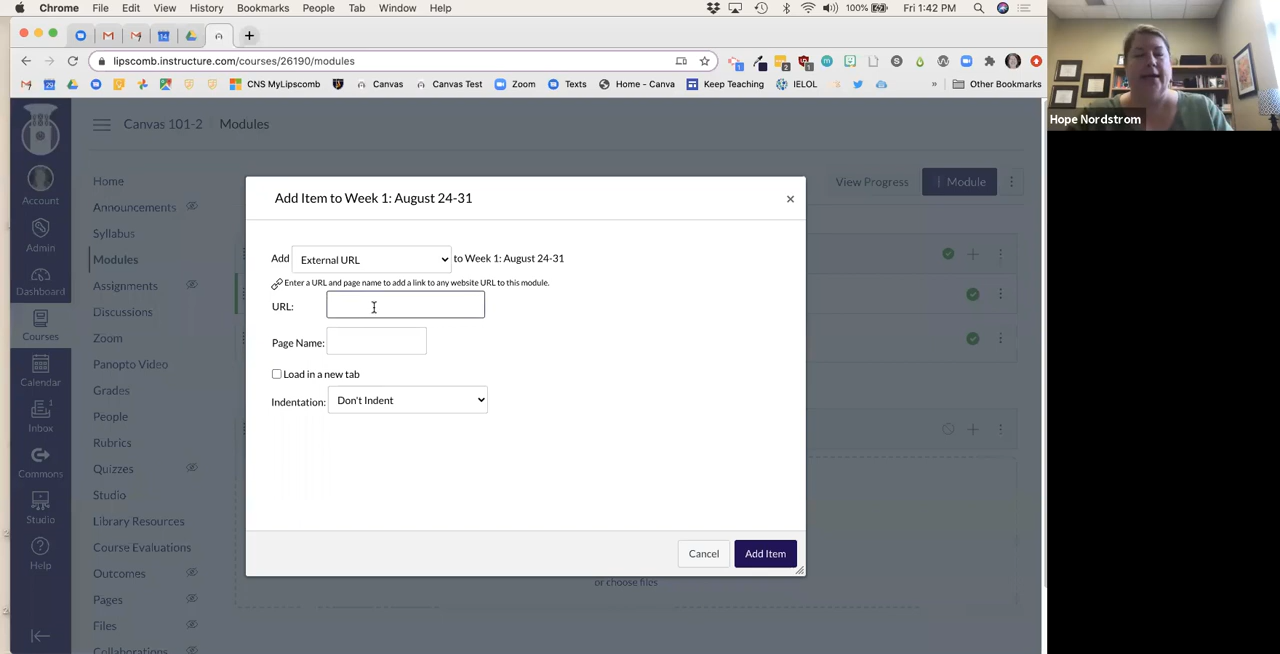 Chrome File Edit View History Bookmarks People Tab Window Help 100% Fri 1:42 PM
lipscomb.instructure.com/courses/26190/modules
CNS MyLipscomb Canvas Canvas Test Zoom Texts Home - Canva Keep Teaching IELOL » Other Bookmarks
Hope Nordstrom
Canvas 101-2 Modules
Account
Admin
Dashboard
Courses
Calendar
Inbox
Commons
Studio
Help
Home
Announcements
Syllabus
Modules
Assignments
Discussions
Zoom
Panopto Video
Grades
People
Rubrics
Quizzes
Studio
Library Resources
Course Evaluations
Outcomes
Pages
Files
Collaborations
View Progress Module
Add Item to Week 1: August 24-31 ×
Add External URL to Week 1: August 24-31
Enter a URL and page name to add a link to any website URL to this module.
URL:
Page Name:
Load in a new tab
Indentation: Don't Indent
Cancel Add Item
or choose files